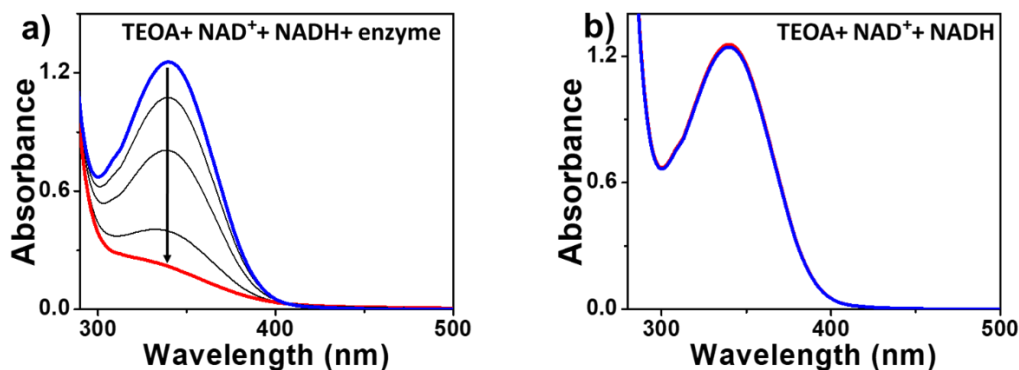 a)
TEOA+ NAD⁺+ NADH+ enzyme
1.2
0.6
0.0
Absorbance
300 400 500
Wavelength (nm)
b)
TEOA+ NAD⁺+ NADH
1.2
0.6
0.0
Absorbance
300 400 500
Wavelength (nm)